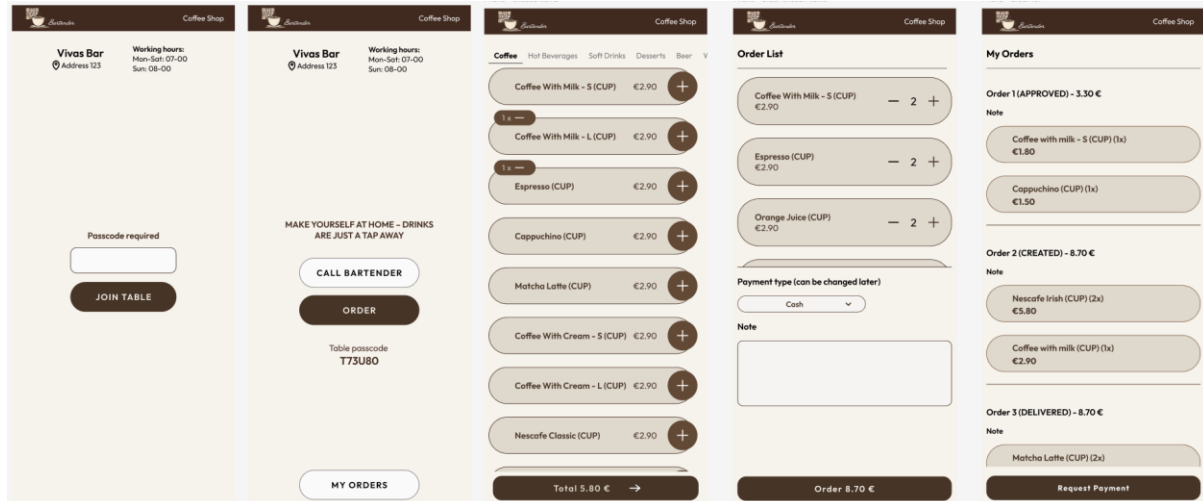 Bartender
Coffee Shop
Vivas Bar
Address 123
Working hours:
Mon-Sat: 07-00
Sun: 08-00
Passcode required
JOIN TABLE
Bartender
Coffee Shop
Vivas Bar
Address 123
Working hours:
Mon-Sat: 07-00
Sun: 08-00
MAKE YOURSELF AT HOME – DRINKS
ARE JUST A TAP AWAY
CALL BARTENDER
ORDER
Table passcode
T73U80
MY ORDERS
Bartender
Coffee Shop
Coffee Hot Beverages Soft Drinks Desserts Beer
Coffee With Milk - S (CUP) €2.90 +
1 x —
Coffee With Milk - L (CUP) €2.90 +
1 x —
Espresso (CUP) €2.90 +
Cappuchino (CUP) €2.90 +
Matcha Latte (CUP) €2.90 +
Coffee With Cream - S (CUP) €2.90 +
Coffee With Cream - L (CUP) €2.90 +
Nescafe Classic (CUP) €2.90 +
Total 5.80 € →
Bartender
Coffee Shop
Order List
Coffee With Milk - S (CUP)
€2.90
— 2 +
Espresso (CUP)
€2.90
— 2 +
Orange Juice (CUP)
€2.90
— 2 +
Payment type (can be changed later)
Cash
Note
Order 8.70 €
Bartender
Coffee Shop
My Orders
Order 1 (APPROVED) - 3.30 €
Note
Coffee with milk - S (CUP) (1x)
€1.80
Cappuchino (CUP) (1x)
€1.50
Order 2 (CREATED) - 8.70 €
Note
Nescafe Irish (CUP) (2x)
€5.80
Coffee with milk (CUP) (1x)
€2.90
Order 3 (DELIVERED) - 8.70 €
Note
Matcha Latte (CUP) (2x)
Request Payment